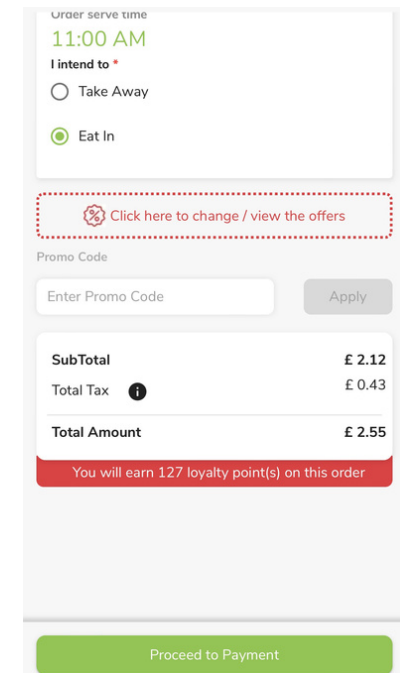 Order serve time
11:00 AM
I intend to *
Take Away
Eat In
Click here to change / view the offers
Promo Code
Enter Promo Code
Apply
SubTotal £ 2.12
Total Tax £ 0.43
Total Amount £ 2.55
You will earn 127 loyalty point(s) on this order
Proceed to Payment